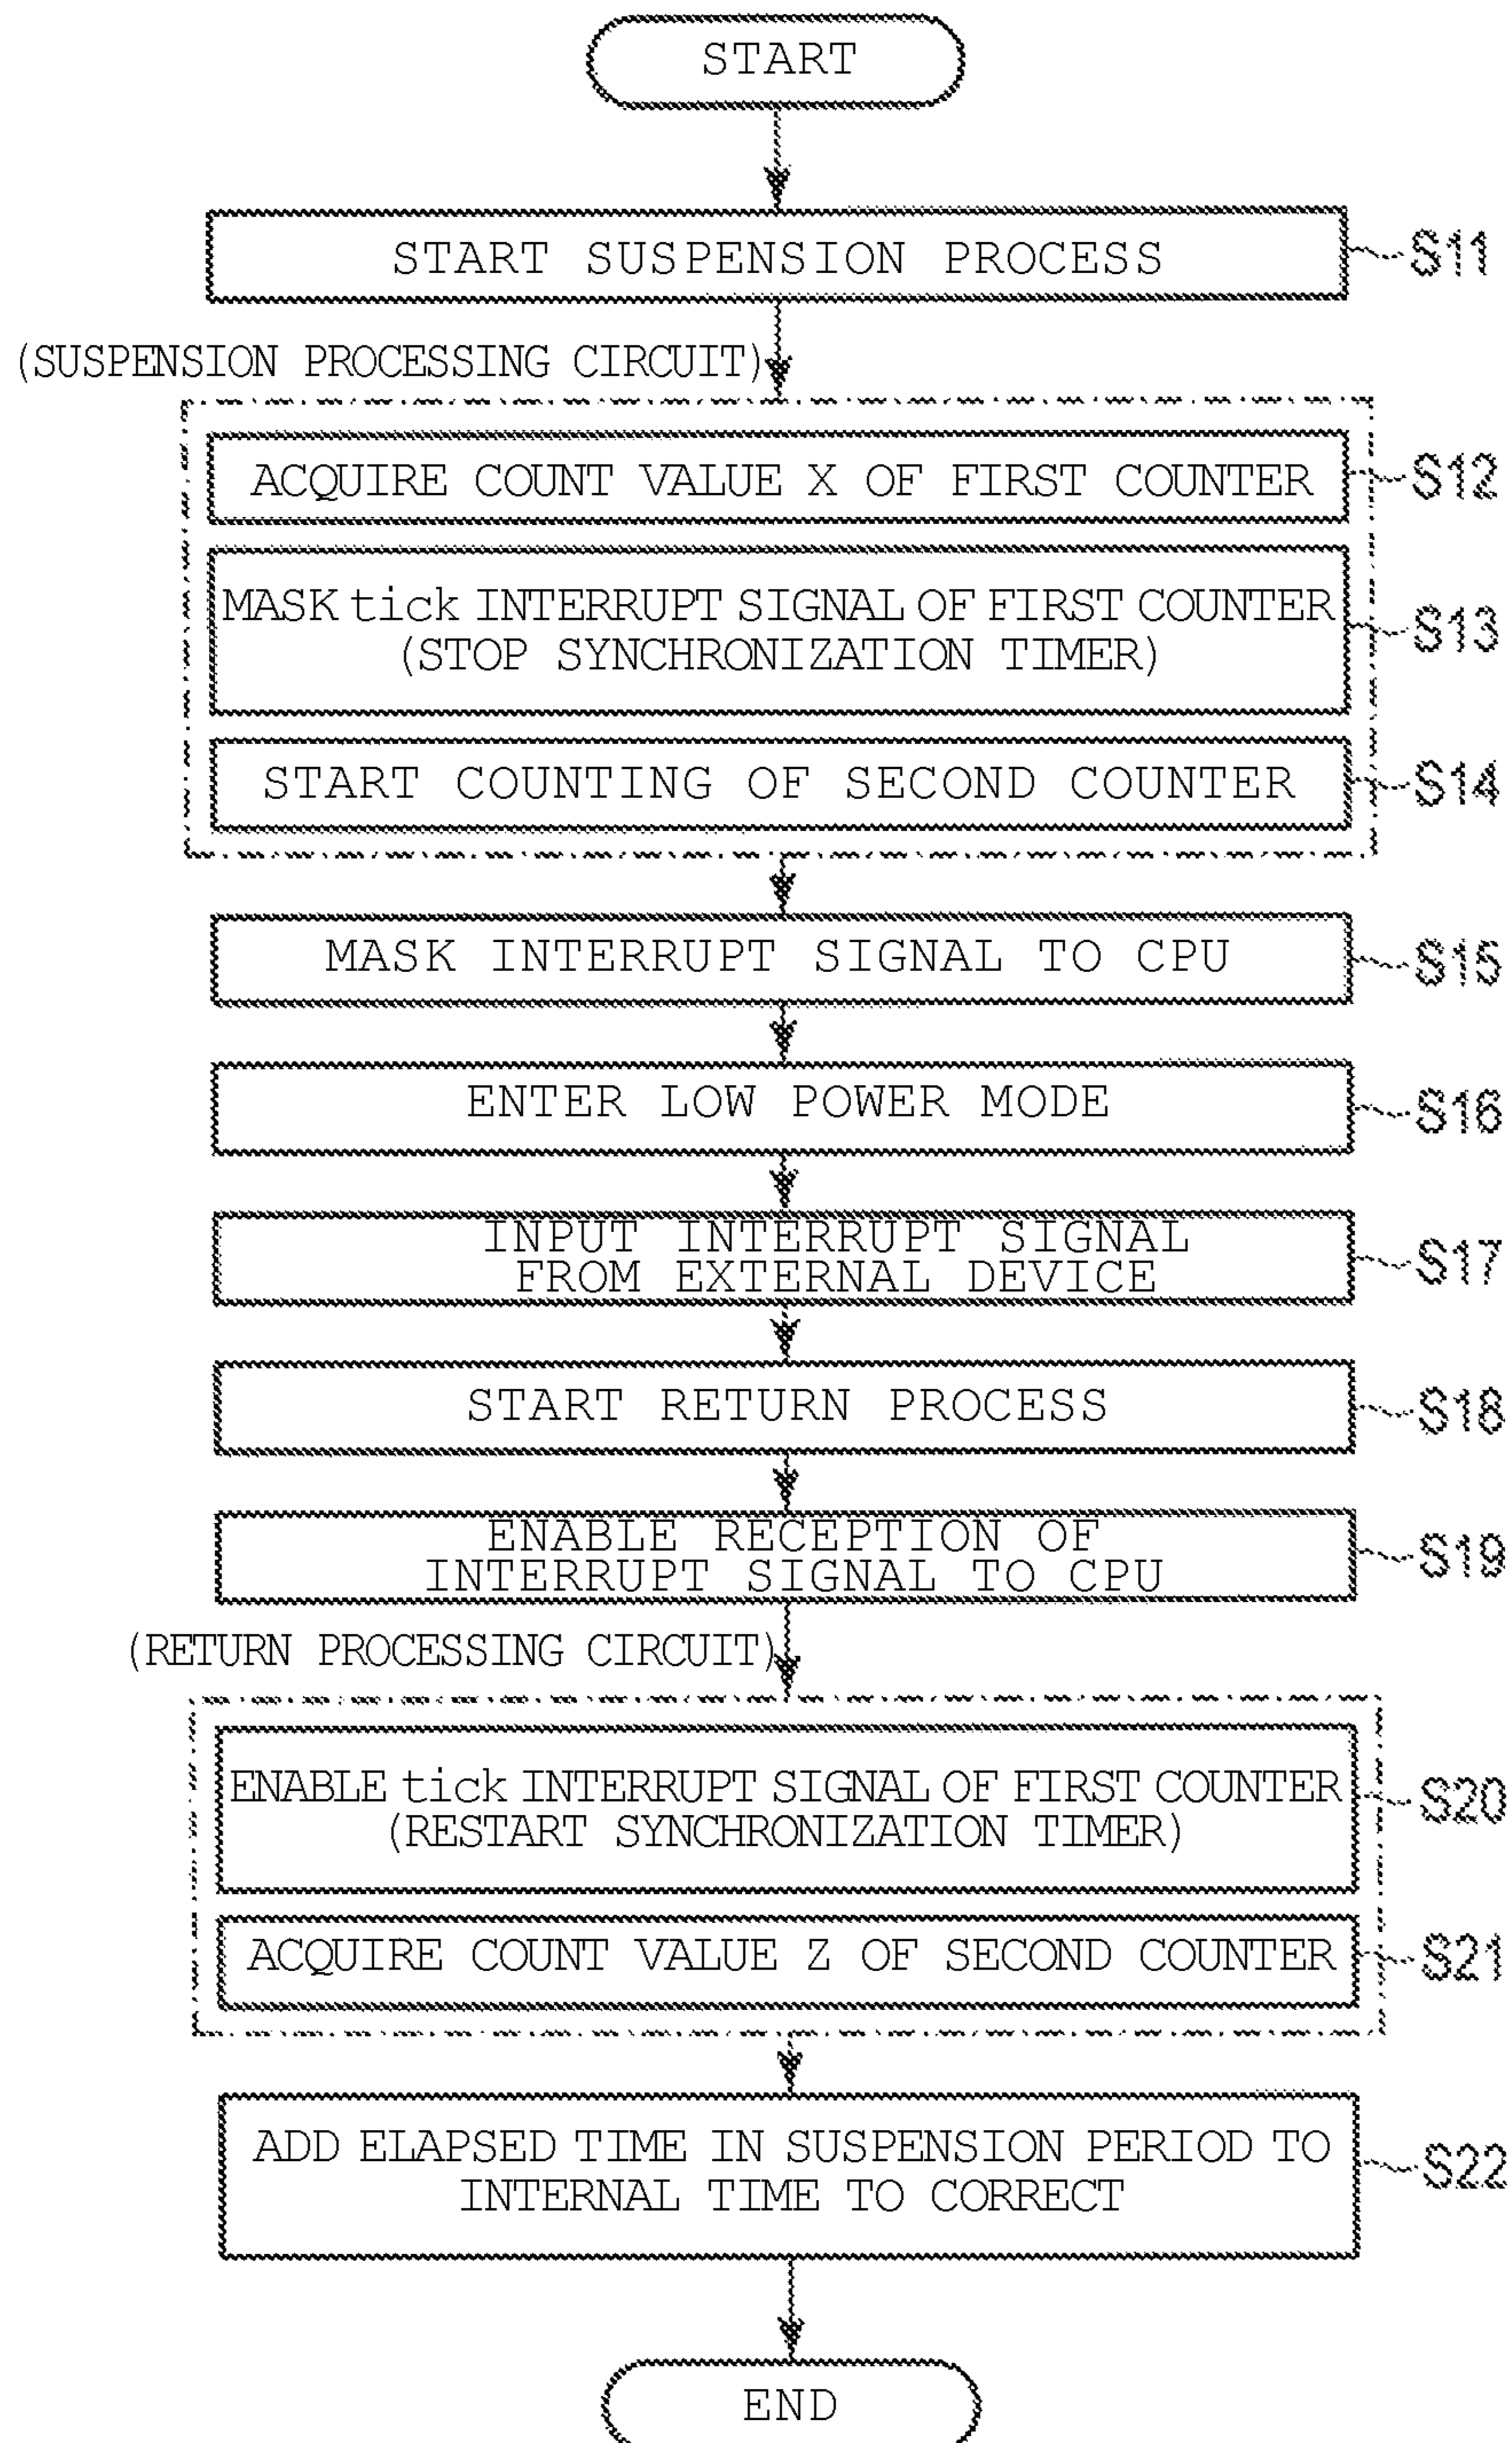 START
START SUSPENSION PROCESS
S11
(SUSPENSION PROCESSING CIRCUIT)
ACQUIRE COUNT VALUE X OF FIRST COUNTER
S12
MASK tick INTERRUPT SIGNAL OF FIRST COUNTER
(STOP SYNCHRONIZATION TIMER)
S13
START COUNTING OF SECOND COUNTER
S14
MASK INTERRUPT SIGNAL TO CPU
S15
ENTER LOW POWER MODE
S16
INPUT INTERRUPT SIGNAL
FROM EXTERNAL DEVICE
S17
START RETURN PROCESS
S18
ENABLE RECEPTION OF
INTERRUPT SIGNAL TO CPU
S19
(RETURN PROCESSING CIRCUIT)
ENABLE tick INTERRUPT SIGNAL OF FIRST COUNTER
(RESTART SYNCHRONIZATION TIMER)
S20
ACQUIRE COUNT VALUE Z OF SECOND COUNTER
S21
ADD ELAPSED TIME IN SUSPENSION PERIOD TO
INTERNAL TIME TO CORRECT
S22
END